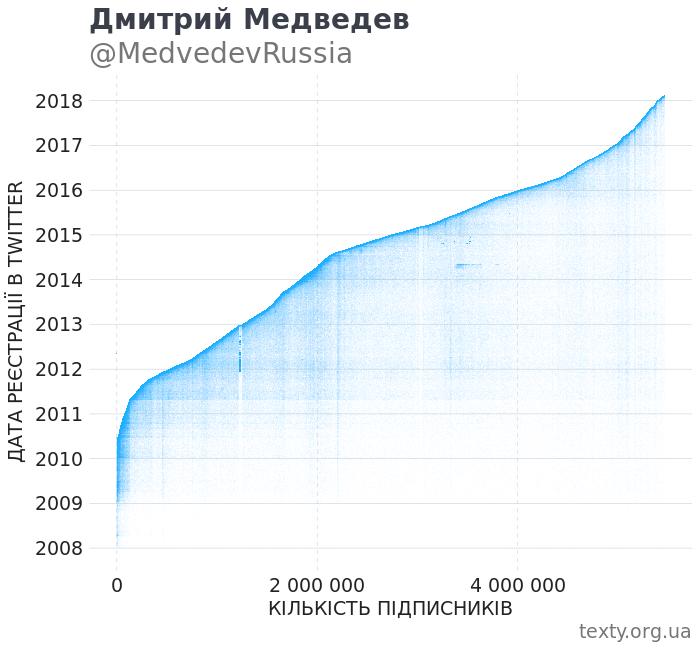 Дмитрий Медведев
@MedvedevRussia
ДАТА РЕЄСТРАЦІЇ В TWITTER
2018
2017
2016
2015
2014
2013
2012
2011
2010
2009
2008
0
2 000 000
4 000 000
КІЛЬКІСТЬ ПІДПИСНИКІВ
texty.org.ua